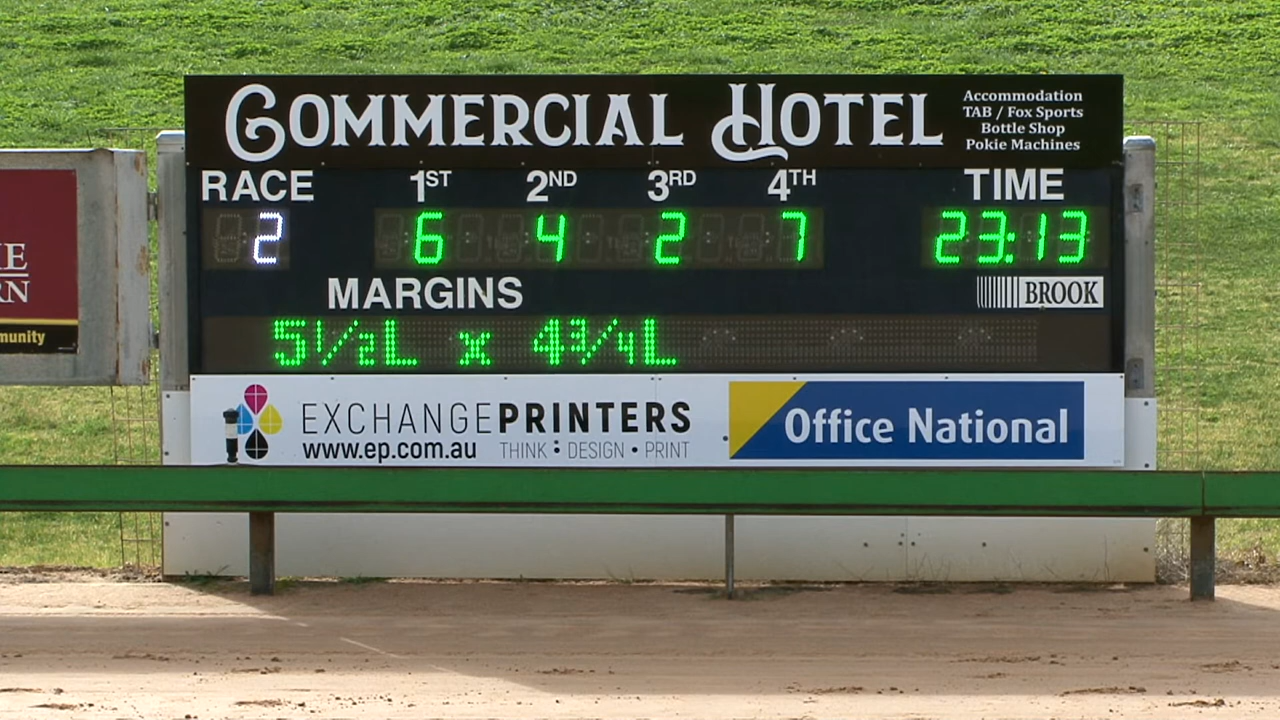 COMMERCIAL HOTEL
Accommodation
TAB / Fox Sports
Bottle Shop
Pokie Machines
RACE 1ST 2ND 3RD 4TH TIME
2 6 4 2 7 23:13
MARGINS
BROOK
5½L x 4¾L
EXCHANGEPRINTERS
www.ep.com.au THINK : DESIGN • PRINT
Office National